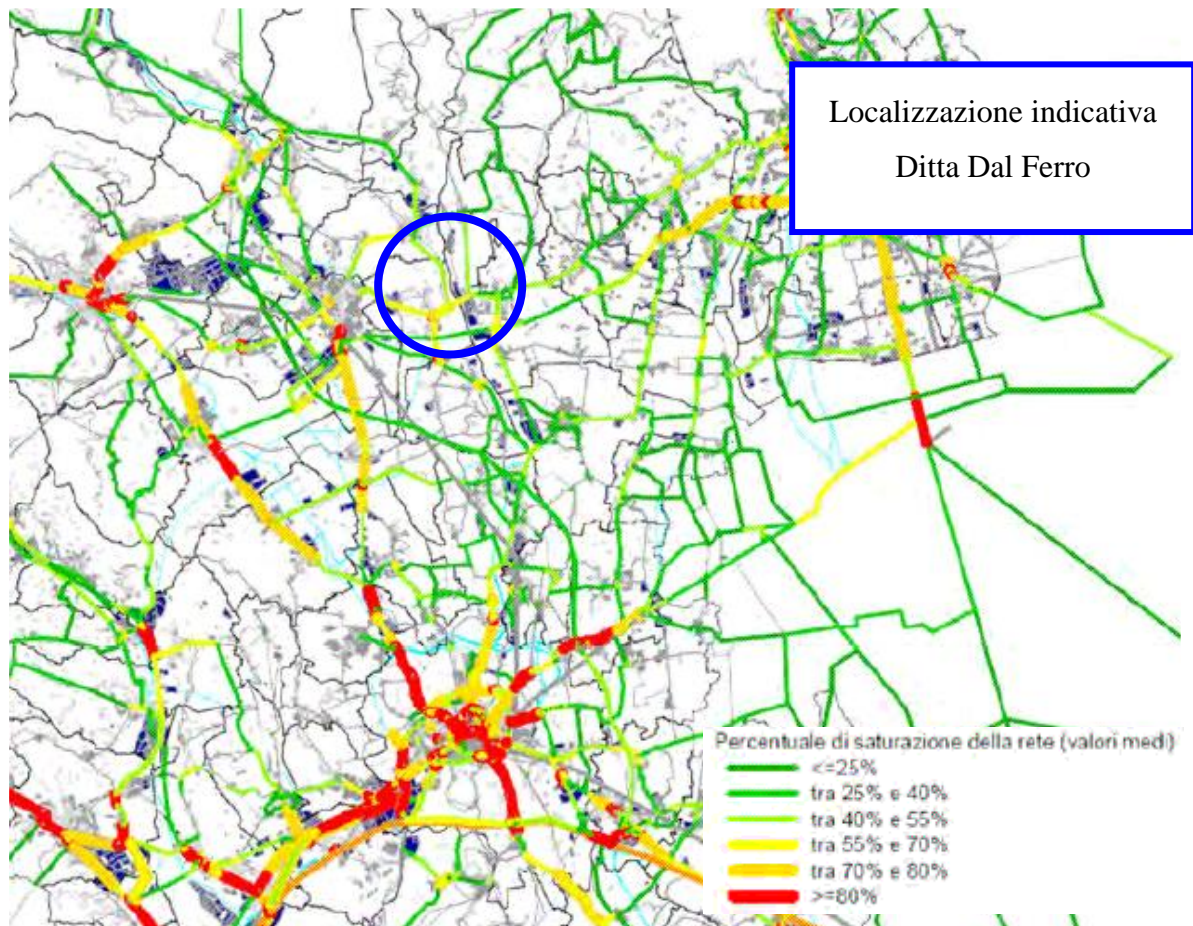 Localizzazione indicativa
Ditta Dal Ferro
Percentuale di saturazione della rete (valori medi)
<=25%
tra 25% e 40%
tra 40% e 55%
tra 55% e 70%
tra 70% e 80%
>=80%